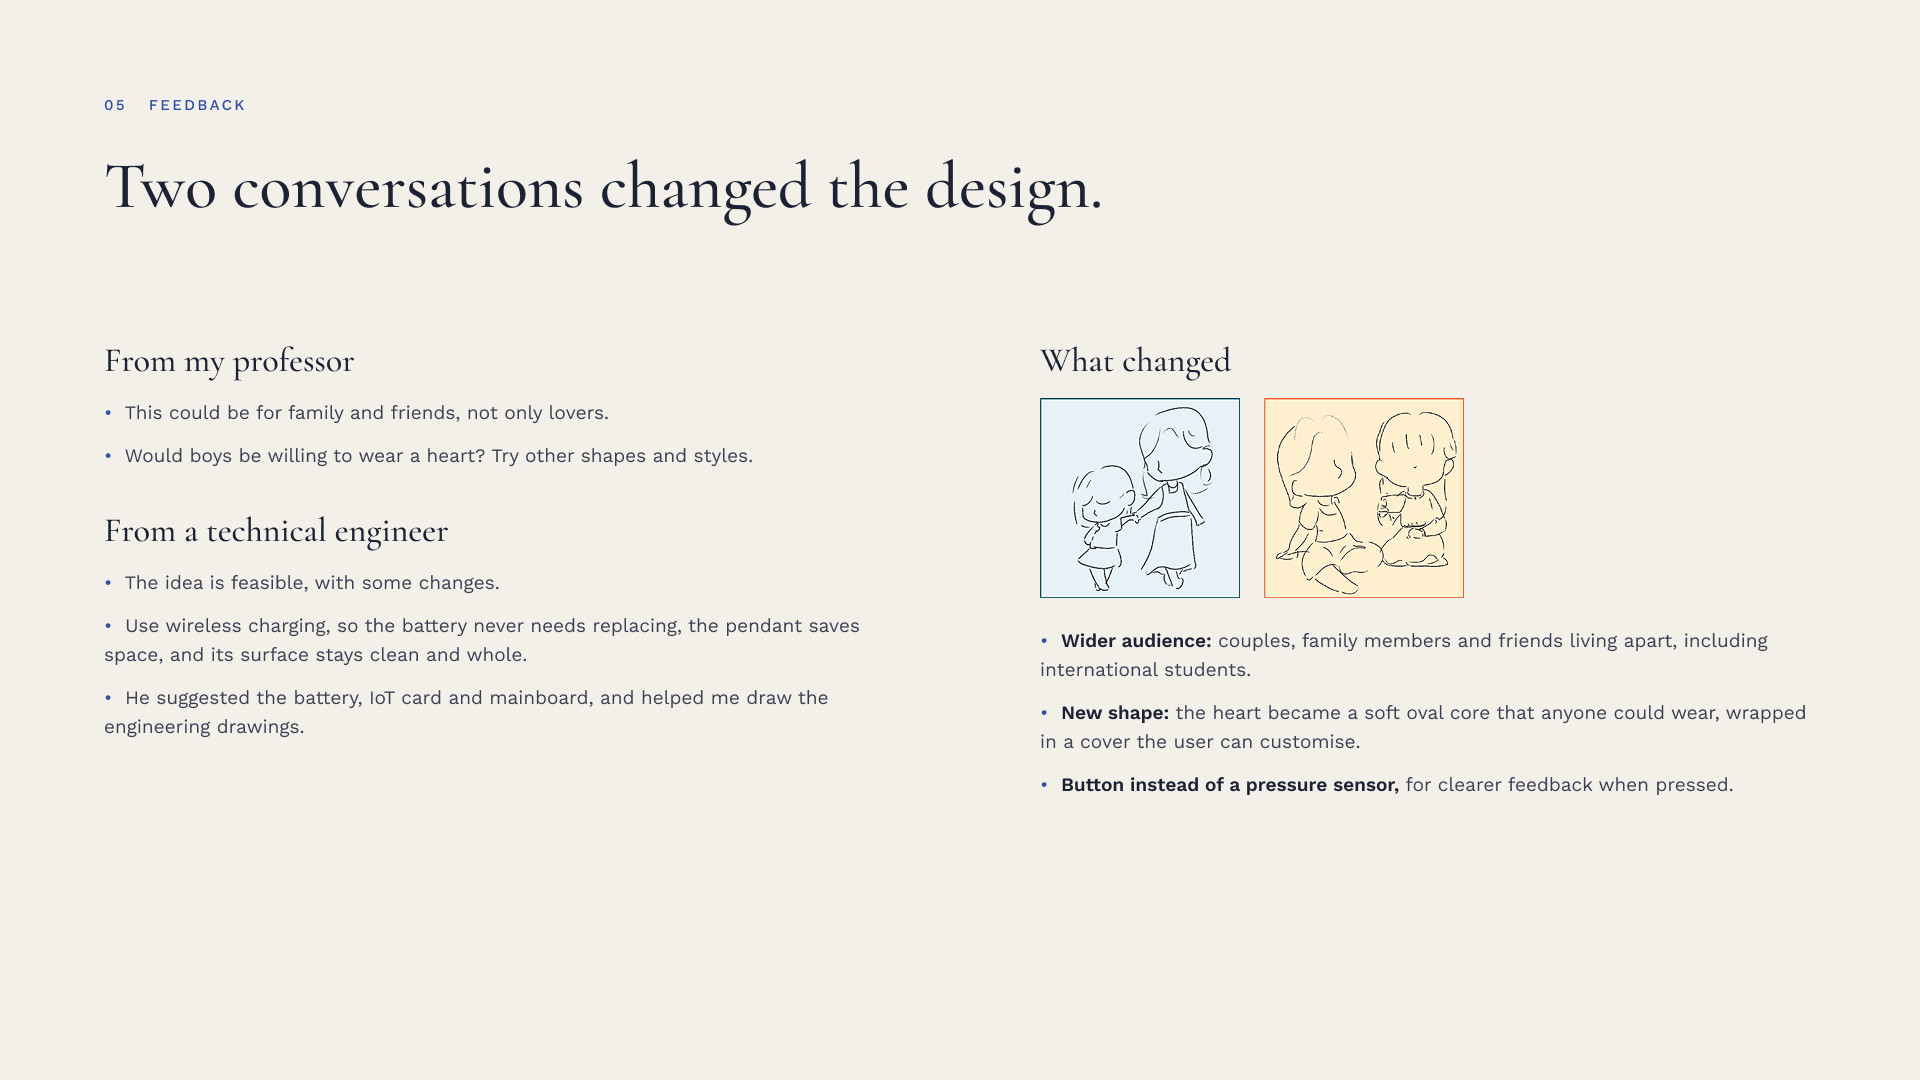 05 FEEDBACK
Two conversations changed the design.
From my professor
• This could be for family and friends, not only lovers.
• Would boys be willing to wear a heart? Try other shapes and styles.
From a technical engineer
• The idea is feasible, with some changes.
• Use wireless charging, so the battery never needs replacing, the pendant saves
space, and its surface stays clean and whole.
• He suggested the battery, IoT card and mainboard, and helped me draw the
engineering drawings.
What changed
• Wider audience: couples, family members and friends living apart, including
international students.
• New shape: the heart became a soft oval core that anyone could wear, wrapped
in a cover the user can customise.
• Button instead of a pressure sensor, for clearer feedback when pressed.